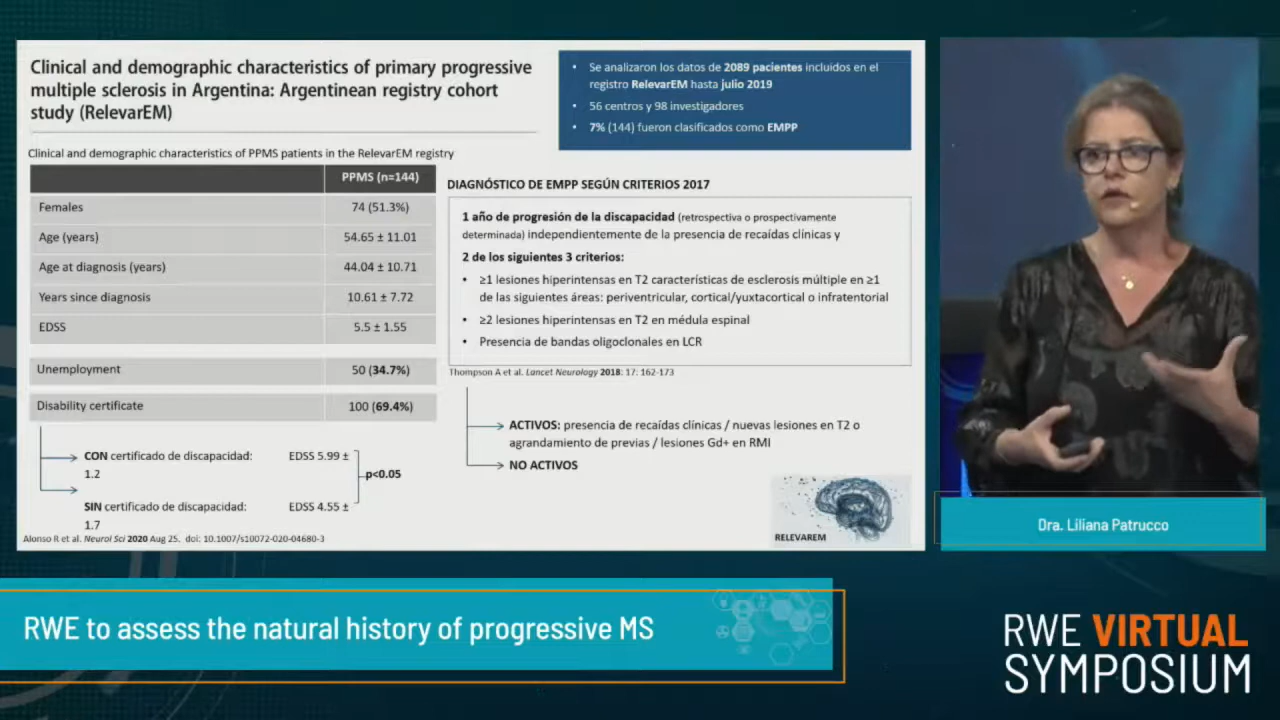 Clinical and demographic characteristics of primary progressive
multiple sclerosis in Argentina: Argentinean registry cohort
study (RelevarEM)
• Se analizaron los datos de 2089 pacientes incluidos en el
registro RelevarEM hasta julio 2019
• 56 centros y 98 investigadores
• 7% (144) fueron clasificados como EMPP
Clinical and demographic characteristics of PPMS patients in the RelevarEM registry
PPMS (n=144)
Females 74 (51.3%)
Age (years) 54.65 ± 11.01
Age at diagnosis (years) 44.04 ± 10.71
Years since diagnosis 10.61 ± 7.72
EDSS 5.5 ± 1.55
Unemployment 50 (34.7%)
Disability certificate 100 (69.4%)
CON certificado de discapacidad: EDSS 5.99 ±
1.2
p<0.05
SIN certificado de discapacidad: EDSS 4.55 ±
1.7
Alonso R et al. Neurol Sci 2020 Aug 25. doi: 10.1007/s10072-020-04680-3
DIAGNÓSTICO DE EMPP SEGÚN CRITERIOS 2017
1 año de progresión de la discapacidad (retrospectiva o prospectivamente
determinada) independientemente de la presencia de recaídas clínicas y
2 de los siguientes 3 criterios:
• ≥1 lesiones hiperintensas en T2 características de esclerosis múltiple en ≥1
de las siguientes áreas: periventricular, cortical/yuxtacortical o infratentorial
• ≥2 lesiones hiperintensas en T2 en médula espinal
• Presencia de bandas oligoclonales en LCR
Thompson A et al. Lancet Neurology 2018: 17: 162-173
ACTIVOS: presencia de recaídas clínicas / nuevas lesiones en T2 o
agrandamiento de previas / lesiones Gd+ en RMI
NO ACTIVOS
RELEVAREM
Dra. Liliana Patrucco
RWE to assess the natural history of progressive MS
RWE VIRTUAL
SYMPOSIUM